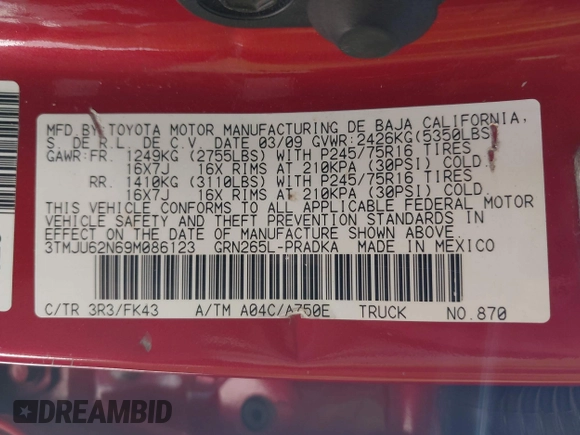 MFD.BY TOYOTA MOTOR MANUFACTURING DE BAJA CALIFORNIA,
S. DE R.L. DE C.V. DATE 03/09 GVWR:2426KG(5350LBS)
GAWR:FR. 1249KG (2755LBS) WITH P245/75R16 TIRES
16X7J 16X RIMS AT 210KPA (30PSI) COLD.
RR. 1410KG (3110LBS) WITH P245/75R16 TIRES
16X7J 16X RIMS AT 210KPA (30PSI) COLD.
THIS VEHICLE CONFORMS TO ALL APPLICABLE FEDERAL MOTOR
VEHICLE SAFETY AND THEFT PREVENTION STANDARDS IN
EFFECT ON THE DATE OF MANUFACTURE SHOWN ABOVE.
3TMJU62N69M086123 GRN265L-PRADKA MADE IN MEXICO
C/TR 3R3/FK43 A/TM A04C/A750E TRUCK NO.870
DREAMBID